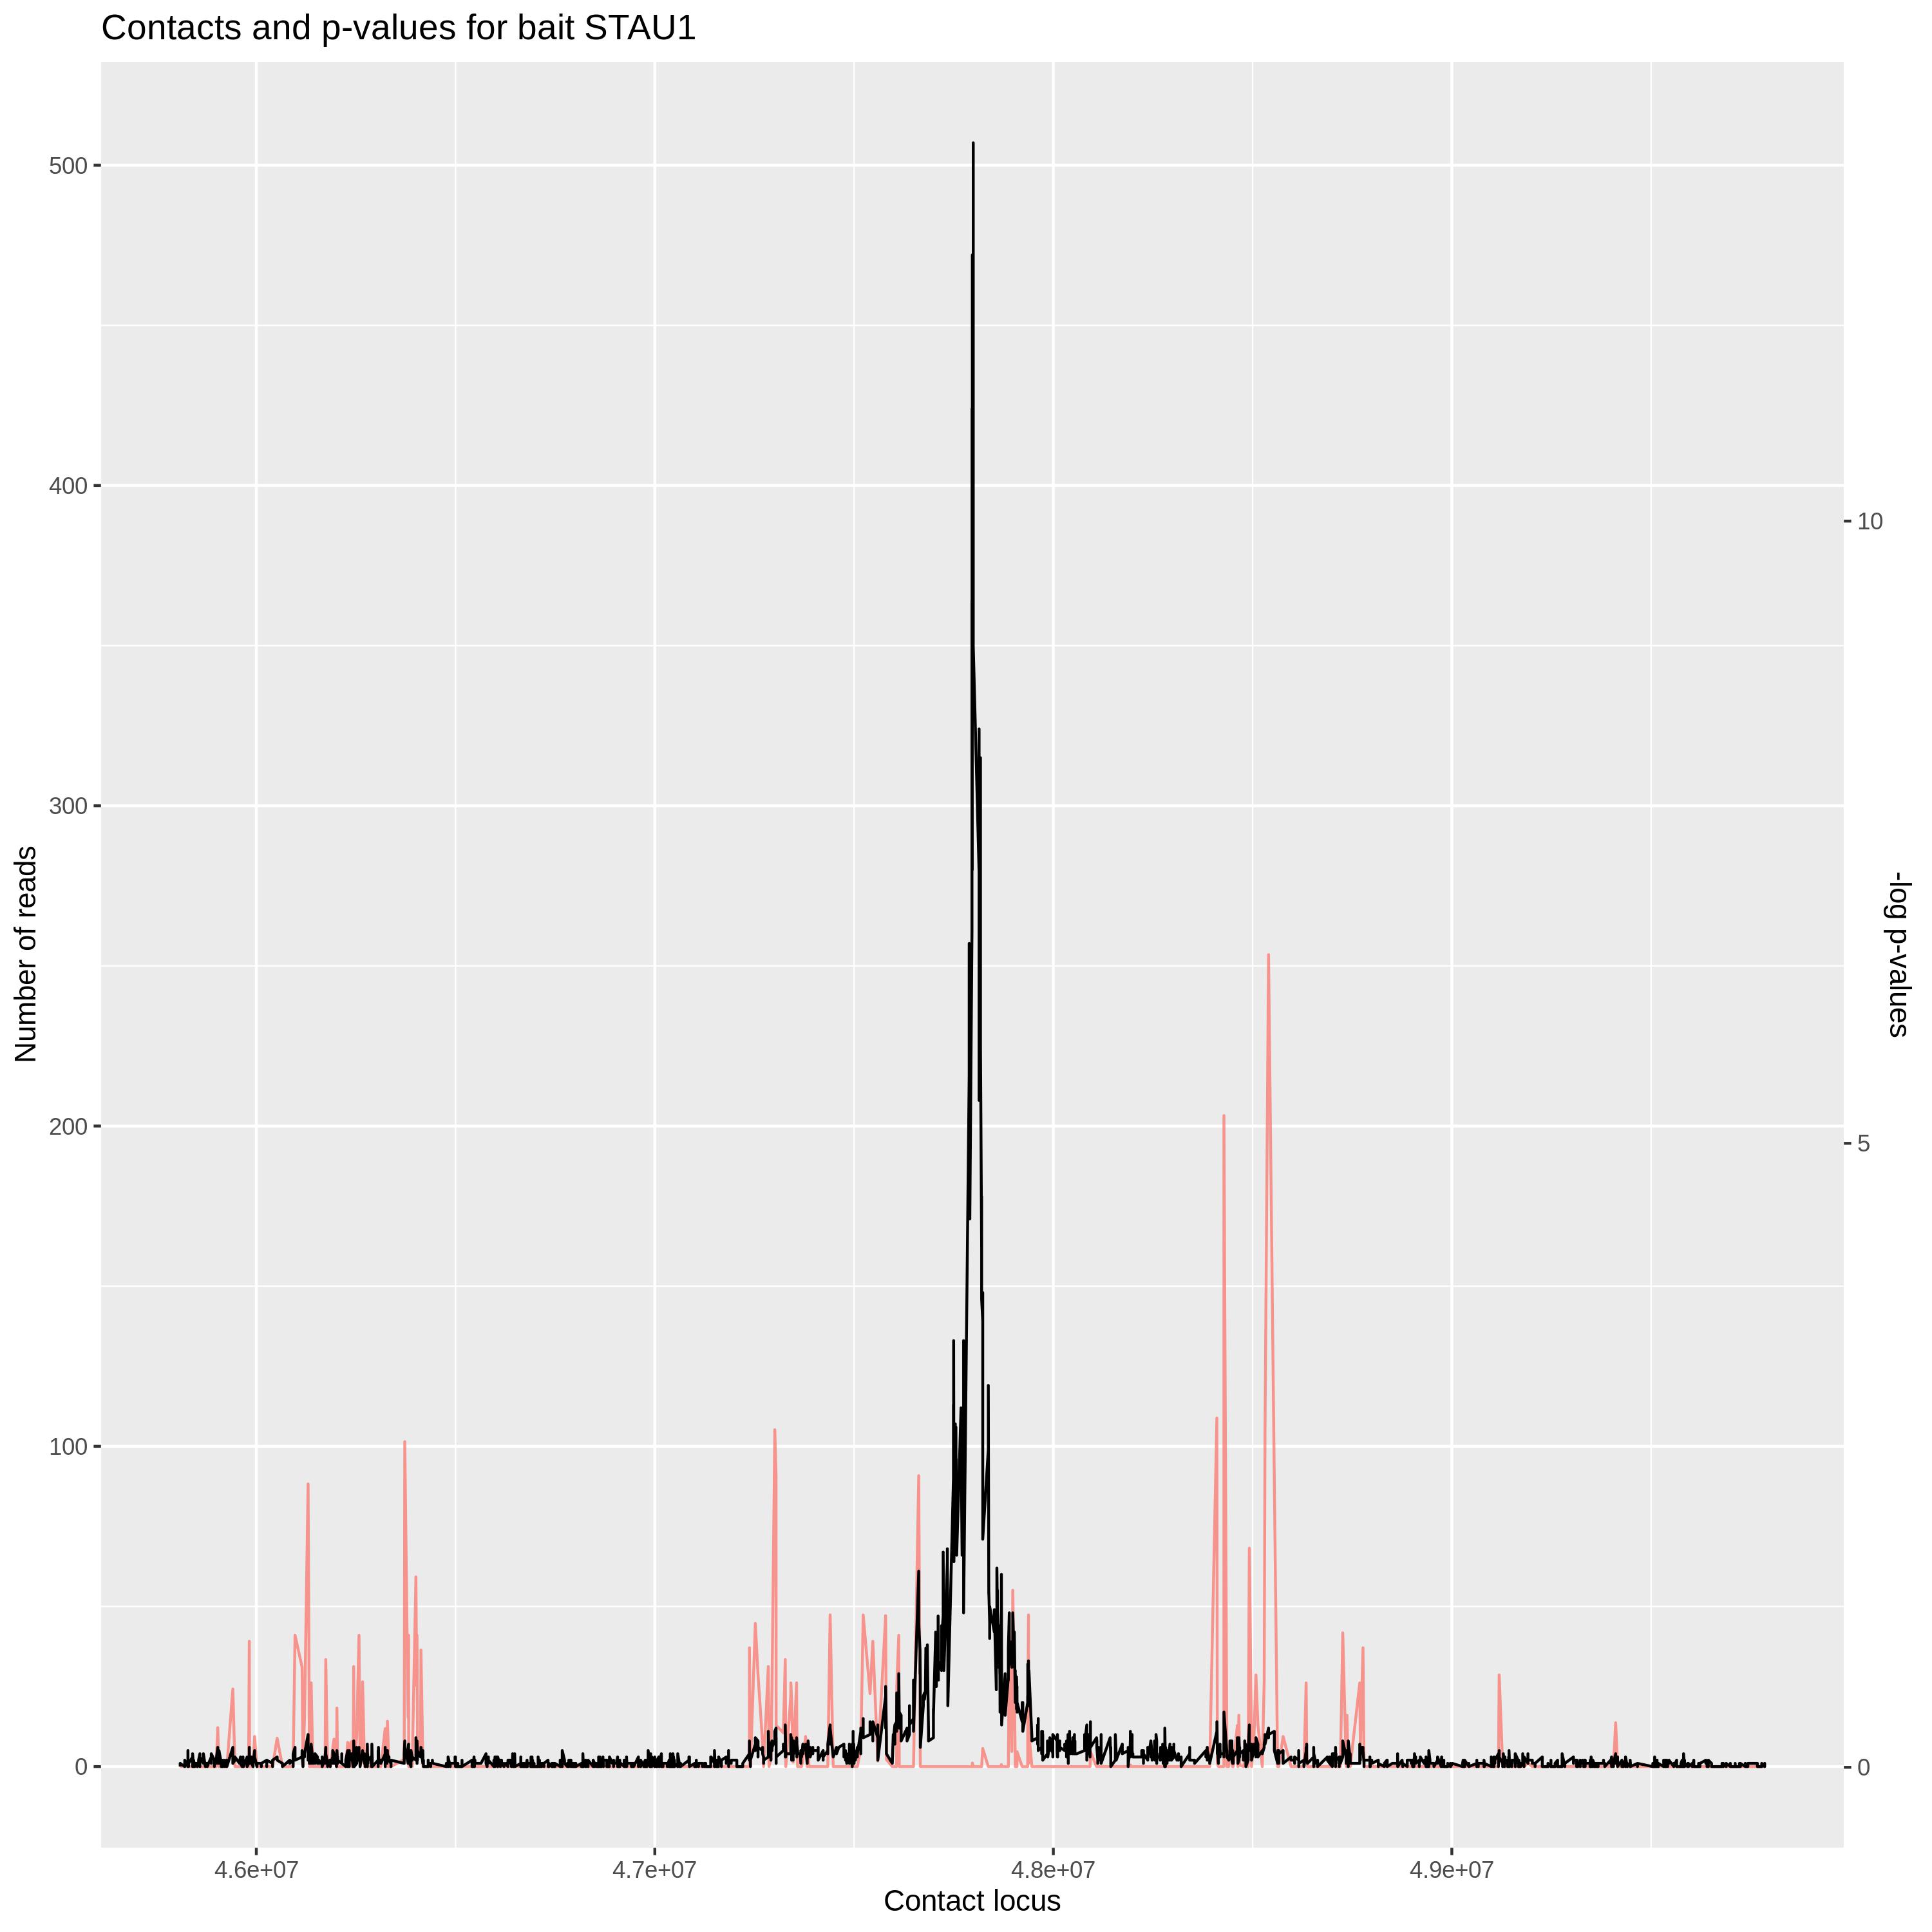 Contacts and p-values for bait STAU1
500
400
300
200
100
0
Number of reads
10
5
0
-log p-values
4.6e+07 4.7e+07 4.8e+07 4.9e+07
Contact locus